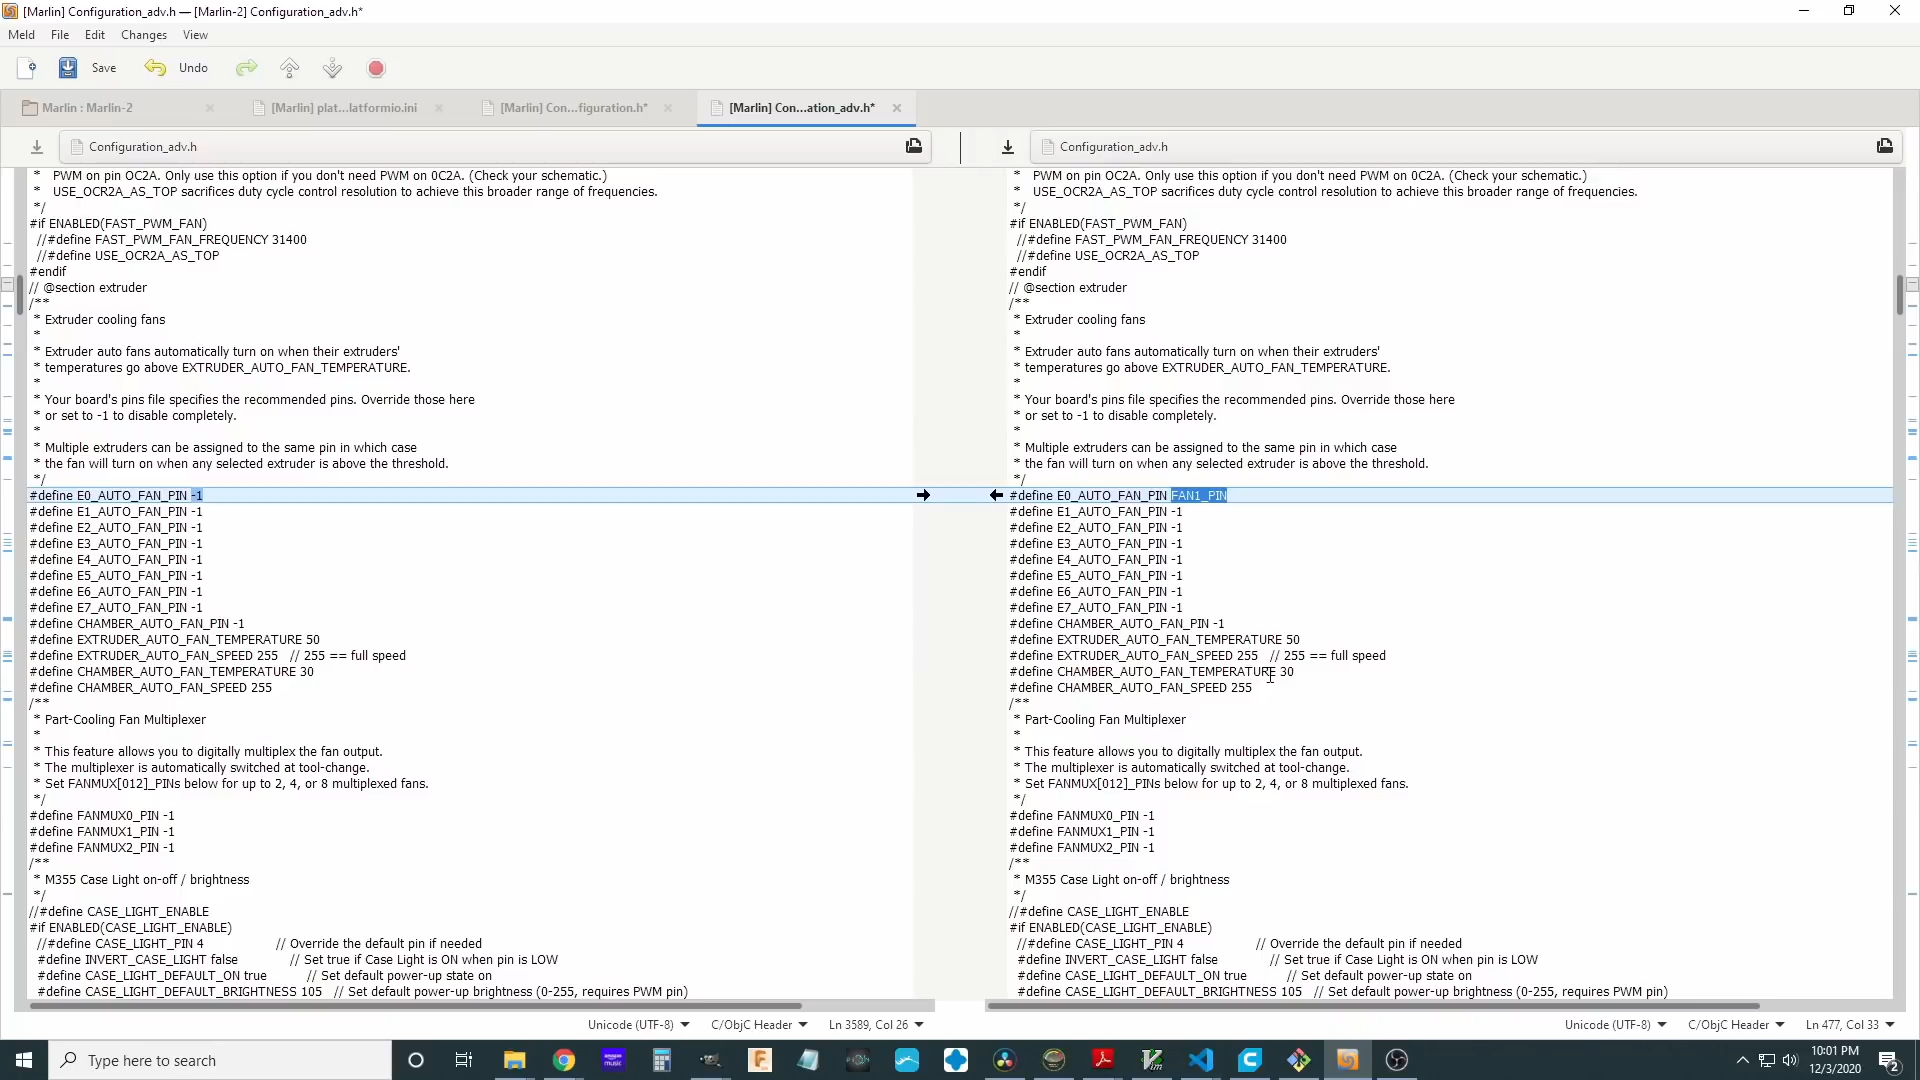 [Marlin] Configuration_adv.h — [Marlin-2] Configuration_adv.h*
Meld File Edit Changes View
Save Undo
Marlin : Marlin-2
[Marlin] plat...latformio.ini
[Marlin] Con...figuration.h*
[Marlin] Con...ation_adv.h*
Configuration_adv.h
* PWM on pin OC2A. Only use this option if you don't need PWM on 0C2A. (Check your schematic.)
* USE_OCR2A_AS_TOP sacrifices duty cycle control resolution to achieve this broader range of frequencies.
*/
#if ENABLED(FAST_PWM_FAN)
//#define FAST_PWM_FAN_FREQUENCY 31400
//#define USE_OCR2A_AS_TOP
#endif
// @section extruder
/**
* Extruder cooling fans
*
* Extruder auto fans automatically turn on when their extruders'
* temperatures go above EXTRUDER_AUTO_FAN_TEMPERATURE.
*
* Your board's pins file specifies the recommended pins. Override those here
* or set to -1 to disable completely.
*
* Multiple extruders can be assigned to the same pin in which case
* the fan will turn on when any selected extruder is above the threshold.
*/
#define E0_AUTO_FAN_PIN -1
#define E1_AUTO_FAN_PIN -1
#define E2_AUTO_FAN_PIN -1
#define E3_AUTO_FAN_PIN -1
#define E4_AUTO_FAN_PIN -1
#define E5_AUTO_FAN_PIN -1
#define E6_AUTO_FAN_PIN -1
#define E7_AUTO_FAN_PIN -1
#define CHAMBER_AUTO_FAN_PIN -1
#define EXTRUDER_AUTO_FAN_TEMPERATURE 50
#define EXTRUDER_AUTO_FAN_SPEED 255 // 255 == full speed
#define CHAMBER_AUTO_FAN_TEMPERATURE 30
#define CHAMBER_AUTO_FAN_SPEED 255
/**
* Part-Cooling Fan Multiplexer
*
* This feature allows you to digitally multiplex the fan output.
* The multiplexer is automatically switched at tool-change.
* Set FANMUX[012]_PINs below for up to 2, 4, or 8 multiplexed fans.
*/
#define FANMUX0_PIN -1
#define FANMUX1_PIN -1
#define FANMUX2_PIN -1
/**
* M355 Case Light on-off / brightness
*/
//#define CASE_LIGHT_ENABLE
#if ENABLED(CASE_LIGHT_ENABLE)
//#define CASE_LIGHT_PIN 4 // Override the default pin if needed
#define INVERT_CASE_LIGHT false // Set true if Case Light is ON when pin is LOW
#define CASE_LIGHT_DEFAULT_ON true // Set default power-up state on
#define CASE_LIGHT_DEFAULT_BRIGHTNESS 105 // Set default power-up brightness (0-255, requires PWM pin)
Unicode (UTF-8) C/ObjC Header Ln 3589, Col 26
Configuration_adv.h
* PWM on pin OC2A. Only use this option if you don't need PWM on 0C2A. (Check your schematic.)
* USE_OCR2A_AS_TOP sacrifices duty cycle control resolution to achieve this broader range of frequencies.
*/
#if ENABLED(FAST_PWM_FAN)
//#define FAST_PWM_FAN_FREQUENCY 31400
//#define USE_OCR2A_AS_TOP
#endif
// @section extruder
/**
* Extruder cooling fans
*
* Extruder auto fans automatically turn on when their extruders'
* temperatures go above EXTRUDER_AUTO_FAN_TEMPERATURE.
*
* Your board's pins file specifies the recommended pins. Override those here
* or set to -1 to disable completely.
*
* Multiple extruders can be assigned to the same pin in which case
* the fan will turn on when any selected extruder is above the threshold.
*/
#define E0_AUTO_FAN_PIN FAN1_PIN
#define E1_AUTO_FAN_PIN -1
#define E2_AUTO_FAN_PIN -1
#define E3_AUTO_FAN_PIN -1
#define E4_AUTO_FAN_PIN -1
#define E5_AUTO_FAN_PIN -1
#define E6_AUTO_FAN_PIN -1
#define E7_AUTO_FAN_PIN -1
#define CHAMBER_AUTO_FAN_PIN -1
#define EXTRUDER_AUTO_FAN_TEMPERATURE 50
#define EXTRUDER_AUTO_FAN_SPEED 255 // 255 == full speed
#define CHAMBER_AUTO_FAN_TEMPERATURE 30
#define CHAMBER_AUTO_FAN_SPEED 255
/**
* Part-Cooling Fan Multiplexer
*
* This feature allows you to digitally multiplex the fan output.
* The multiplexer is automatically switched at tool-change.
* Set FANMUX[012]_PINs below for up to 2, 4, or 8 multiplexed fans.
*/
#define FANMUX0_PIN -1
#define FANMUX1_PIN -1
#define FANMUX2_PIN -1
/**
* M355 Case Light on-off / brightness
*/
//#define CASE_LIGHT_ENABLE
#if ENABLED(CASE_LIGHT_ENABLE)
//#define CASE_LIGHT_PIN 4 // Override the default pin if needed
#define INVERT_CASE_LIGHT false // Set true if Case Light is ON when pin is LOW
#define CASE_LIGHT_DEFAULT_ON true // Set default power-up state on
#define CASE_LIGHT_DEFAULT_BRIGHTNESS 105 // Set default power-up brightness (0-255, requires PWM pin)
Unicode (UTF-8) C/ObjC Header Ln 477, Col 33
Type here to search
10:01 PM
12/3/2020
2